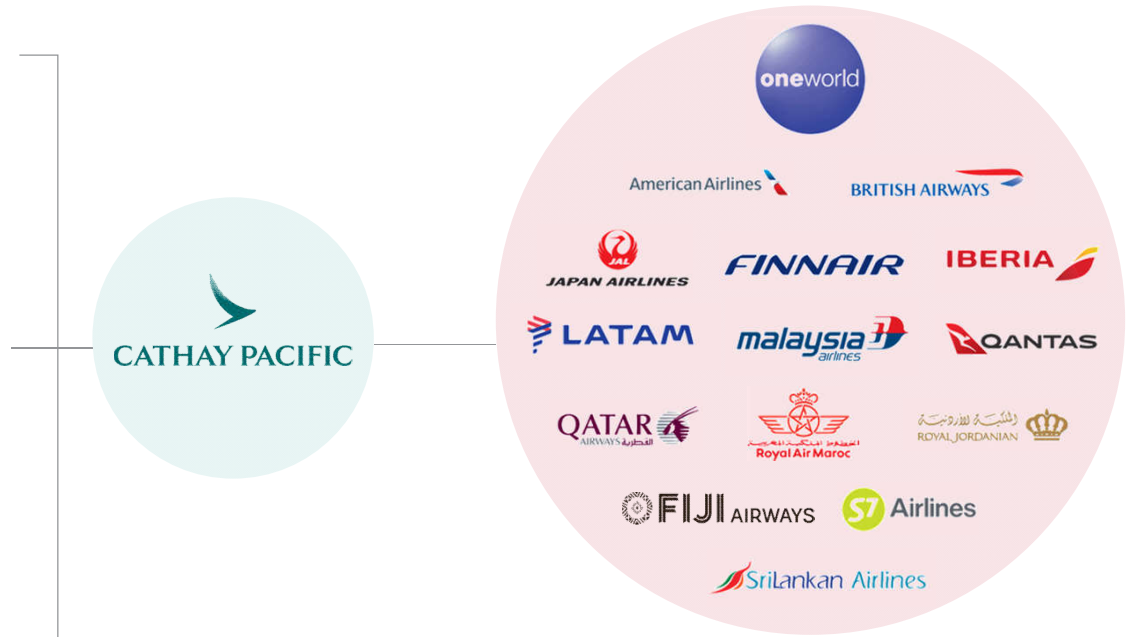 oneworld
American Airlines
BRITISH AIRWAYS
JAL
JAPAN AIRLINES
FINNAIR
IBERIA
CATHAY PACIFIC
LATAM
malaysia
airlines
QANTAS
QATAR
AIRWAYS القطرية
Royal Air Maroc
الملكية الأردنية
ROYAL JORDANIAN
FIJI AIRWAYS
S7 Airlines
SriLankan Airlines